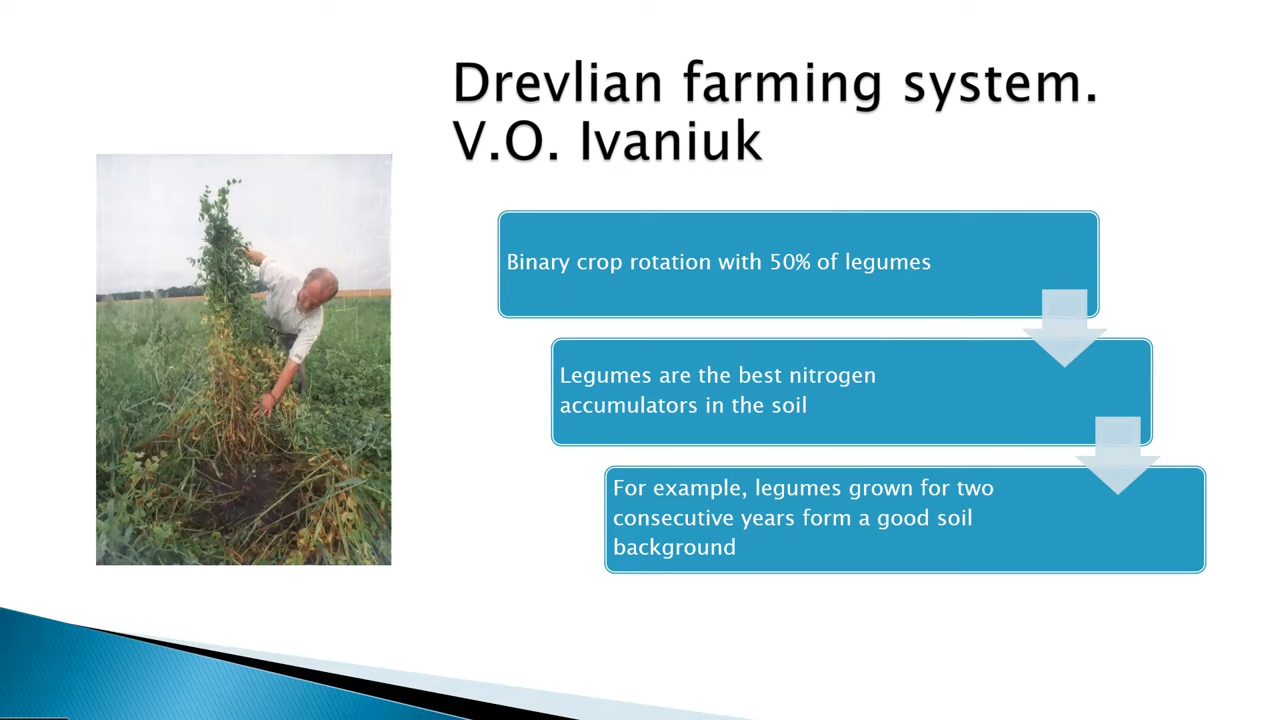 Drevlian farming system.
V.O. Ivaniuk
Binary crop rotation with 50% of legumes
Legumes are the best nitrogen
accumulators in the soil
For example, legumes grown for two
consecutive years form a good soil
background